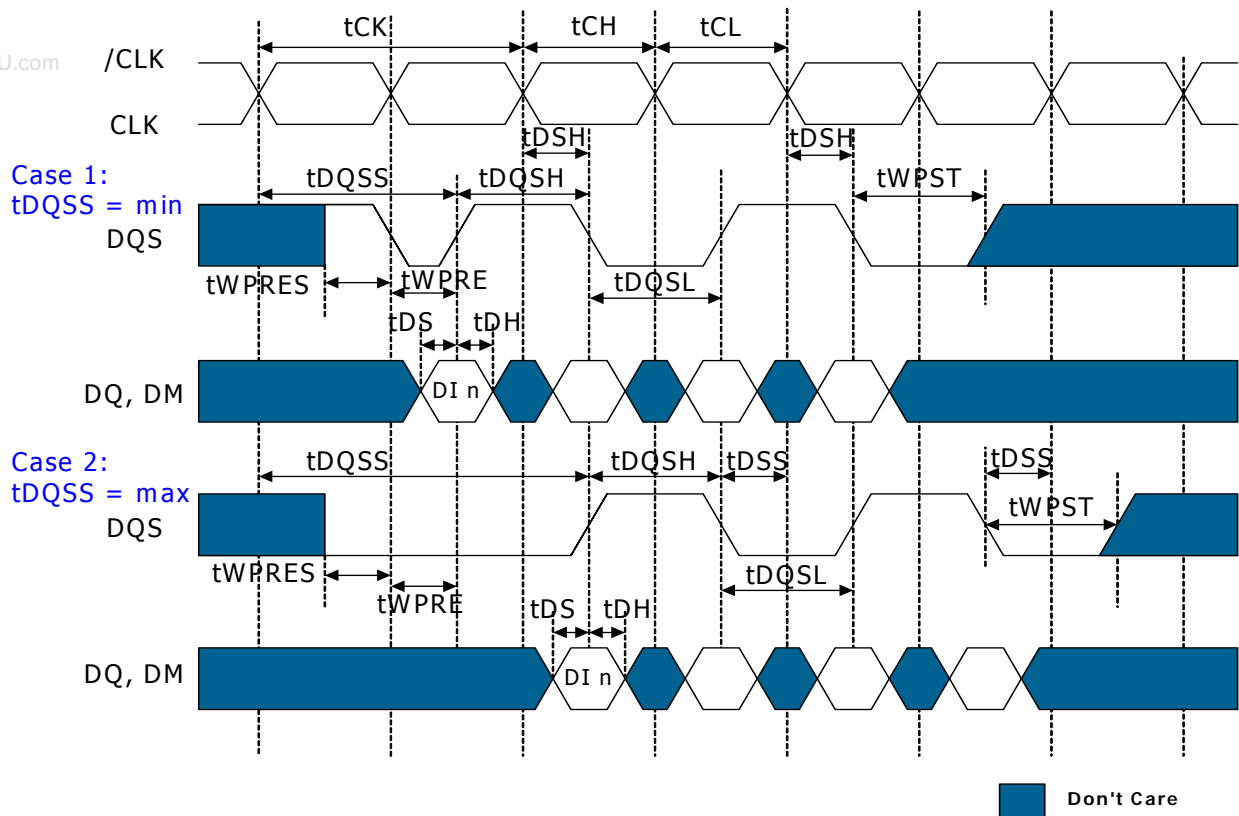 tCK tCH tCL
U.com /CLK
CLK
tDSH tDSH
Case 1: tDQSS tDQSH tWPST
tDQSS = min
DQS
tWPRES tWPRE tDQSL
tDS tDH
DQ, DM DI n
Case 2: tDQSS tDQSH tDSS tDSS
tDQSS = max
DQS tWPST
tWPRES tDQSL
tWPRE
tDS tDH
DQ, DM DI n
Don't Care